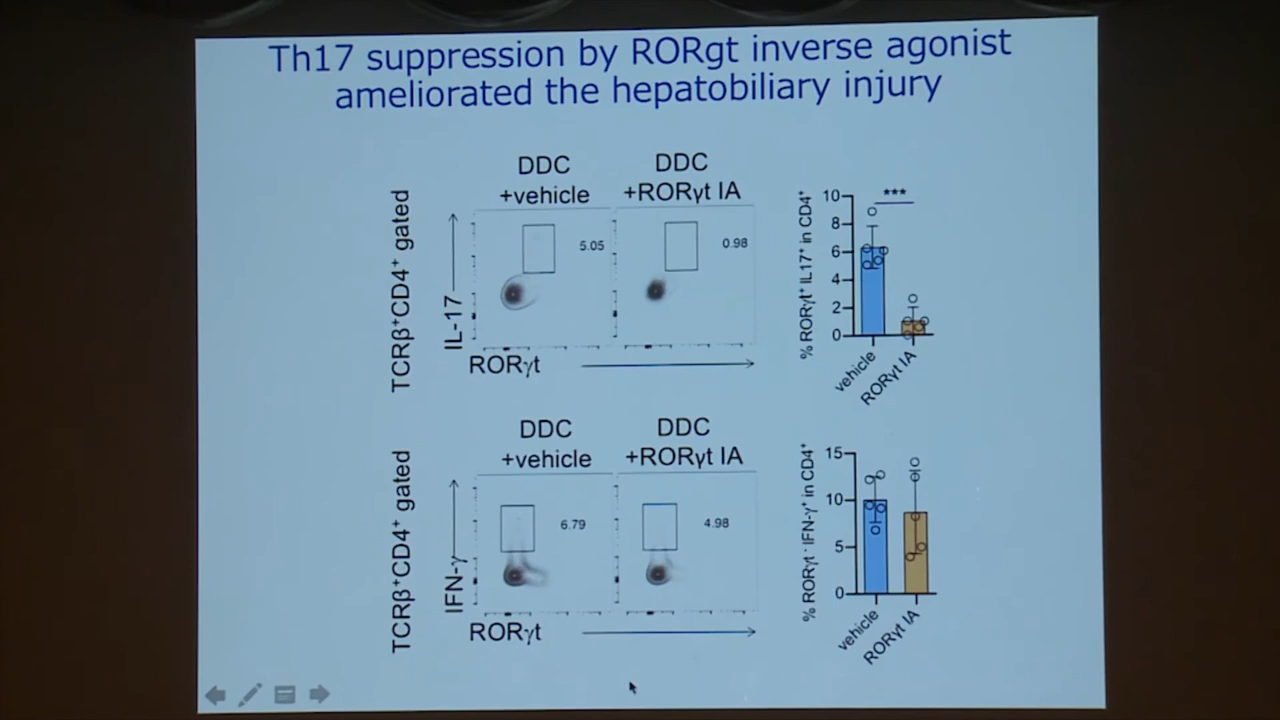 Th17 suppression by RORgt inverse agonist
ameliorated the hepatobiliary injury
TCRβ⁺CD4⁺ gated
IL-17
DDC
+vehicle
5.05
DDC
+RORγt IA
0.98
RORγt
% RORγt⁺ IL17⁺ in CD4⁺
10
8
6
4
2
0
***
vehicle
RORγt IA
TCRβ⁺CD4⁺ gated
IFN-γ
DDC
+vehicle
6.79
DDC
+RORγt IA
4.98
RORγt
% RORγt⁻ IFN-γ⁺ in CD4⁺
15
10
5
0
vehicle
RORγt IA